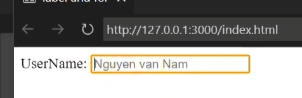 label and for
http://127.0.0.1:3000/index.html
UserName: Nguyen van Nam